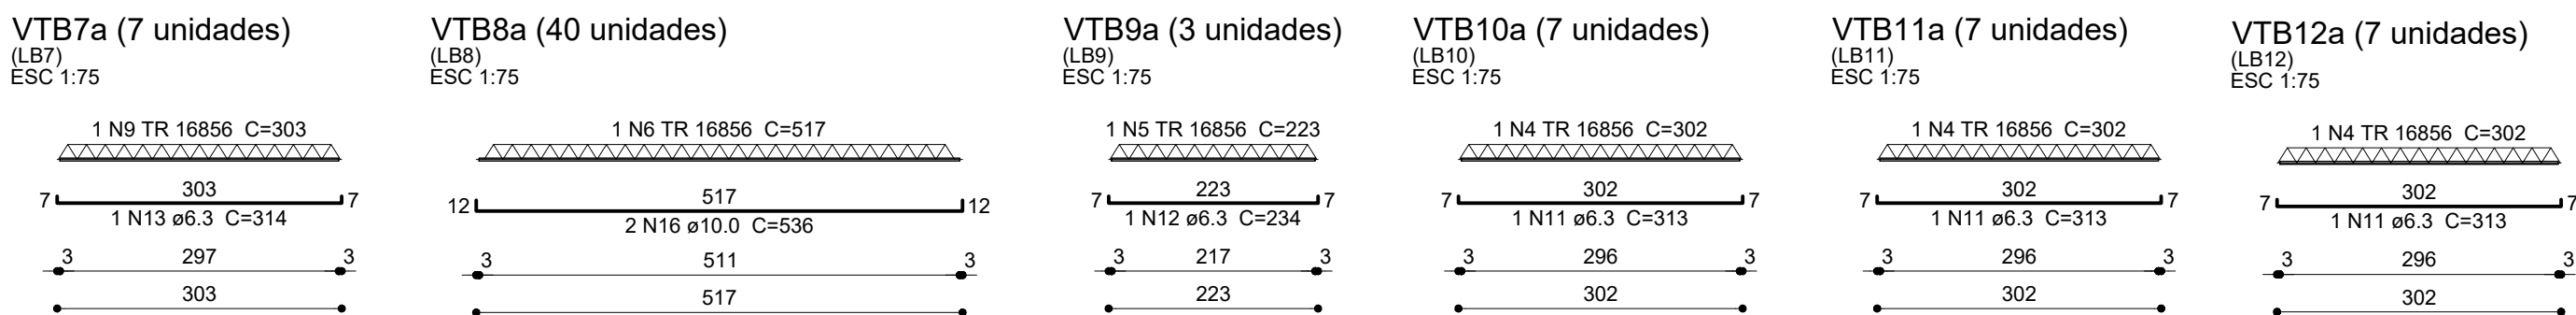 VTB7a (7 unidades)
(LB7)
ESC 1:75
1 N9 TR 16856 C=303
7 303 7
1 N13 ø6.3 C=314
3 297 3
303
VTB8a (40 unidades)
(LB8)
ESC 1:75
1 N6 TR 16856 C=517
12 517 12
2 N16 ø10.0 C=536
3 511 3
517
VTB9a (3 unidades)
(LB9)
ESC 1:75
1 N5 TR 16856 C=223
7 223 7
1 N12 ø6.3 C=234
3 217 3
223
VTB10a (7 unidades)
(LB10)
ESC 1:75
1 N4 TR 16856 C=302
7 302 7
1 N11 ø6.3 C=313
3 296 3
302
VTB11a (7 unidades)
(LB11)
ESC 1:75
1 N4 TR 16856 C=302
7 302 7
1 N11 ø6.3 C=313
3 296 3
302
VTB12a (7 unidades)
(LB12)
ESC 1:75
1 N4 TR 16856 C=302
7 302 7
1 N11 ø6.3 C=313
3 296 3
302